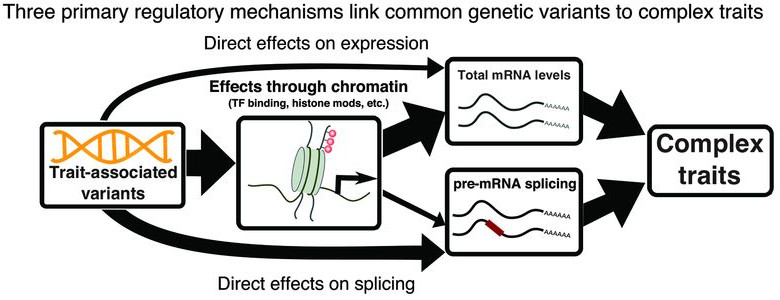 Three primary regulatory mechanisms link common genetic variants to complex traits
Direct effects on expression
Effects through chromatin
(TF binding, histone mods, etc.)
Total mRNA levels
AAAAAA
AAAAAA
Trait-associated
variants
Complex
traits
pre-mRNA splicing
AAAAAA
AAAAAA
Direct effects on splicing